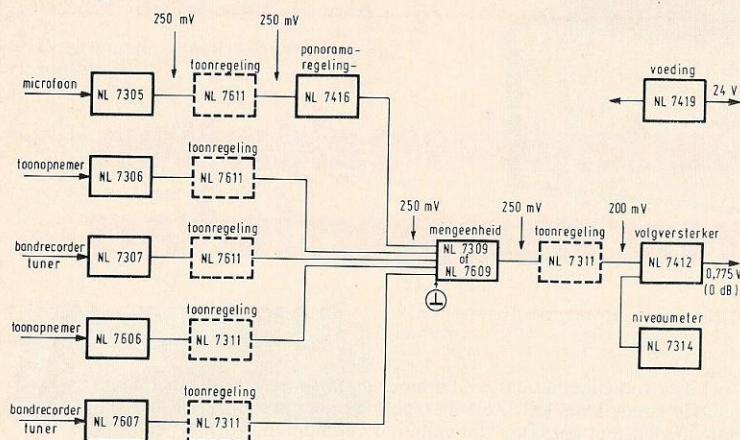 250 mV
250 mV
panorama-
regeling-
toonregeling
microfoon
NL 7305
NL 7611
NL 7416
voeding
NL 7419
24 V
toonopnemer
NL 7306
toonregeling
NL 7611
bandrecorder
tuner
NL 7307
toonregeling
NL 7611
250 mV
mengeenheid
NL 7309
of
NL 7609
250 mV
toonregeling
NL 7311
200 mV
volgversterker
NL 7412
0,775 V
(0 dB)
niveaumeter
NL 7314
toonopnemer
NL 7606
toonregeling
NL 7311
bandrecorder
tuner
NL 7607
toonregeling
NL 7311